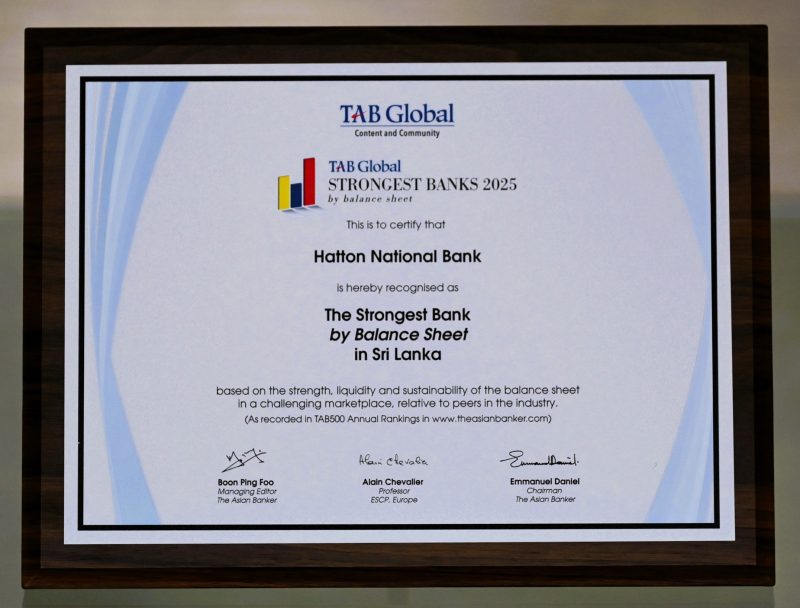 TAB Global
Content and Community
TAB Global
STRONGEST BANKS 2025
by balance sheet
This is to certify that
Hatton National Bank
is hereby recognised as
The Strongest Bank
by Balance Sheet
in Sri Lanka
based on the strength, liquidity and sustainability of the balance sheet
in a challenging marketplace, relative to peers in the industry.
(As recorded in TAB500 Annual Rankings in www.theasianbanker.com)
Alain Chevalier
Emmanuel Daniel
Boon Ping Foo
Managing Editor
The Asian Banker
Alain Chevalier
Professor
ESCP, Europe
Emmanuel Daniel
Chairman
The Asian Banker